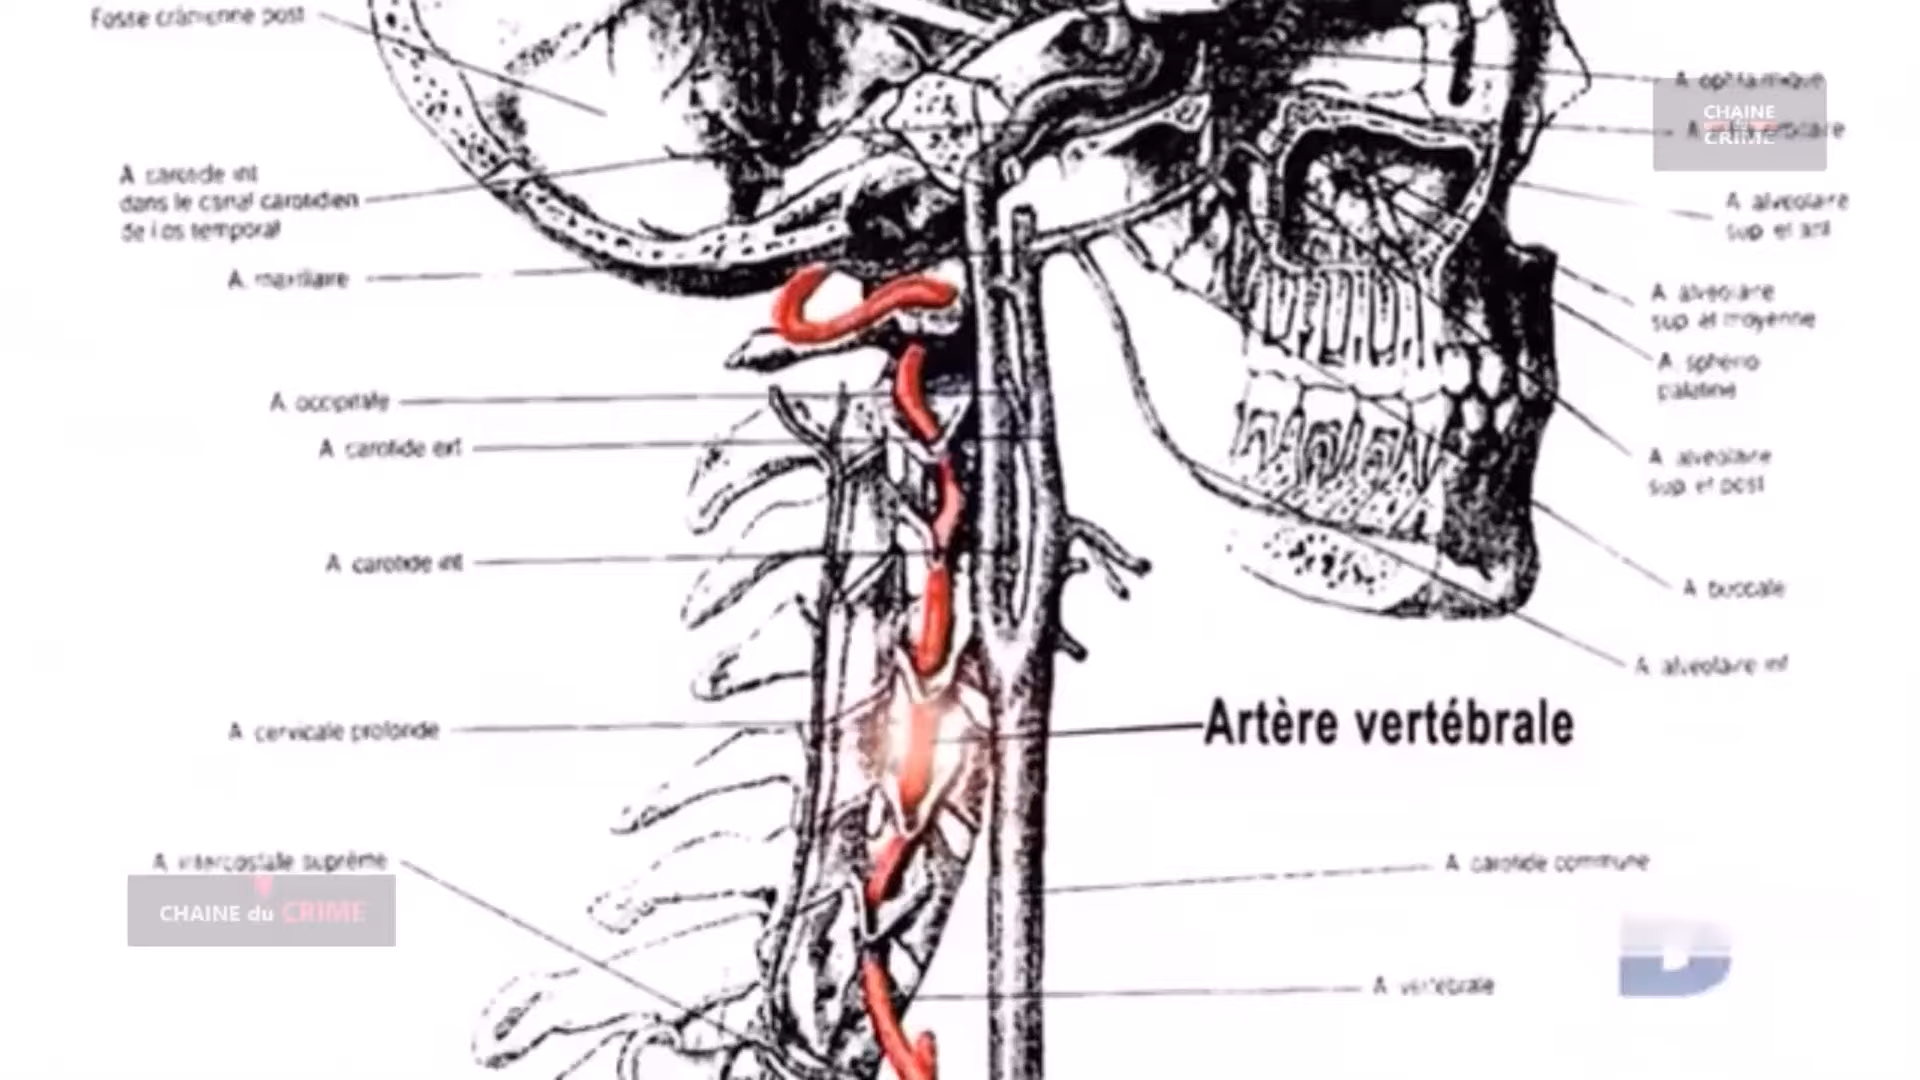 Fosse crânienne post
A carotide int
dans le canal carotidien
de l os temporal
A. maxillaire
A. occipitale
A. carotide ext
A. carotide int
A. cervicale profonde
A. intercostale suprême
CHAINE du CRIME
A. ophtalmique
CHAINE
CRIME
A. alvéolaire
sup. et ant
A. alvéolaire
sup. et moyenne
A. sphéno
palatine
A. alvéolaire
sup. et post
A. buccale
A. alvéolaire inf
Artère vertébrale
A. carotide commune
A. vertébrale